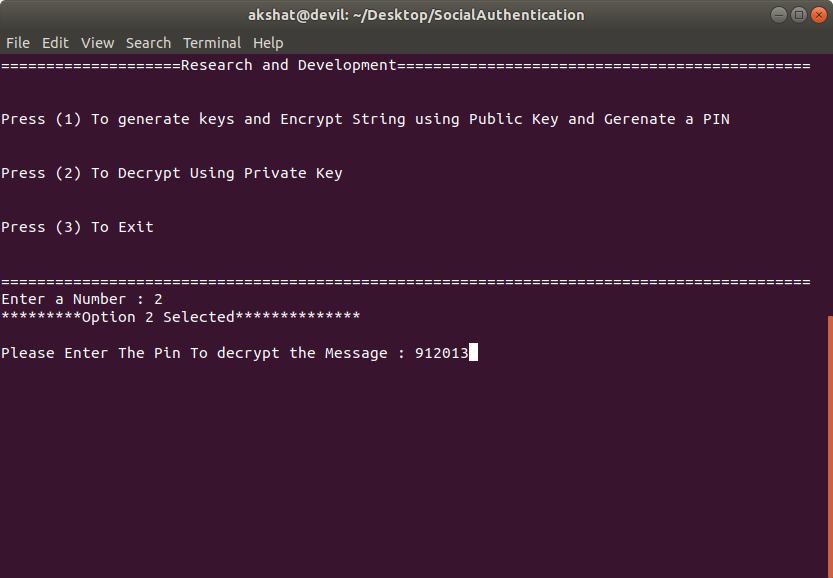 akshat@devil: ~/Desktop/SocialAuthentication
File Edit View Search Terminal Help
====================Research and Development==============================================
Press (1) To generate keys and Encrypt String using Public Key and Gerenate a PIN
Press (2) To Decrypt Using Private Key
Press (3) To Exit
==========================================================================================
Enter a Number : 2
*********Option 2 Selected**************
Please Enter The Pin To decrypt the Message : 912013